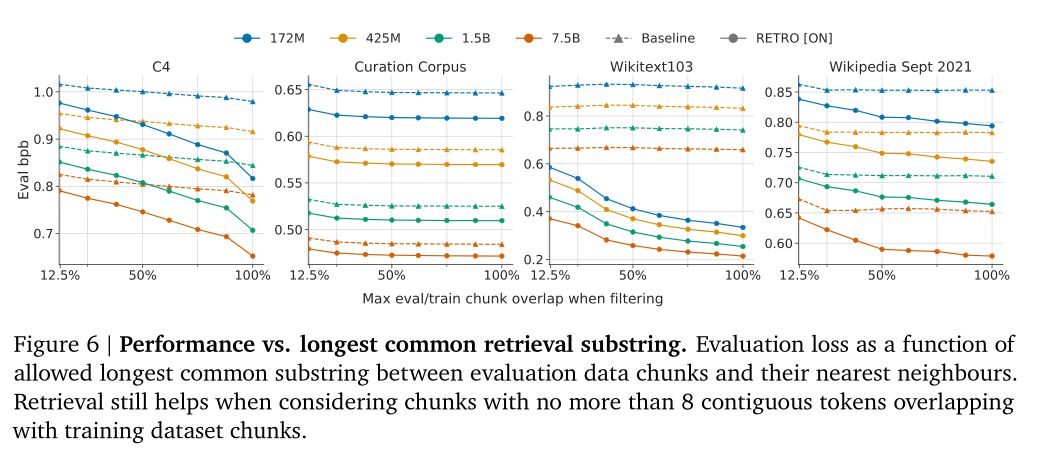 172M 425M 1.5B 7.5B Baseline RETRO [ON]
C4 Curation Corpus Wikitext103 Wikipedia Sept 2021
Eval bpb
1.0
0.9
0.8
0.7
12.5% 50% 100%
0.65
0.60
0.55
0.50
12.5% 50% 100%
0.8
0.6
0.4
0.2
12.5% 50% 100%
0.85
0.80
0.75
0.70
0.65
0.60
12.5% 50% 100%
Max eval/train chunk overlap when filtering
Figure 6 | Performance vs. longest common retrieval substring. Evaluation loss as a function of
allowed longest common substring between evaluation data chunks and their nearest neighbours.
Retrieval still helps when considering chunks with no more than 8 contiguous tokens overlapping
with training dataset chunks.